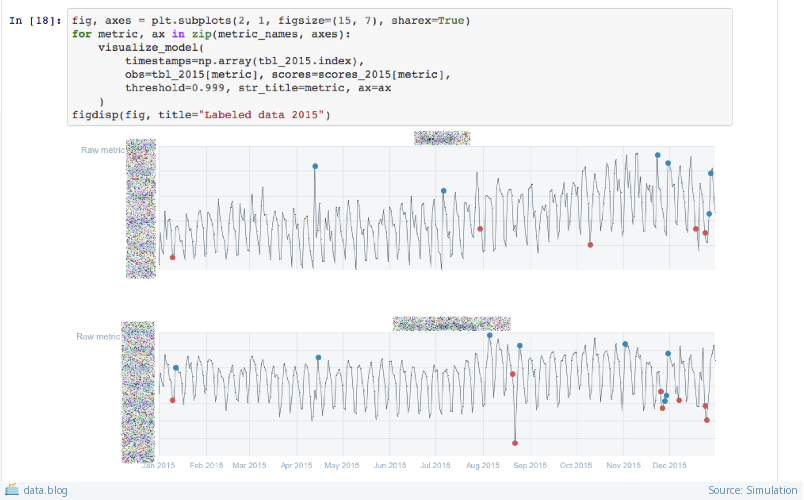 In [18]: fig, axes = plt.subplots(2, 1, figsize=(15, 7), sharex=True)
for metric, ax in zip(metric_names, axes):
    visualize_model(
        timestamps=np.array(tbl_2015.index),
        obs=tbl_2015[metric], scores=scores_2015[metric],
        threshold=0.999, str_title=metric, ax=ax
    )
figdisp(fig, title="Labeled data 2015")
Raw metric
Raw metric
Jan 2015 Feb 2015 Mar 2015 Apr 2015 May 2015 Jun 2015 Jul 2015 Aug 2015 Sep 2015 Oct 2015 Nov 2015 Dec 2015
data.blog Source: Simulation